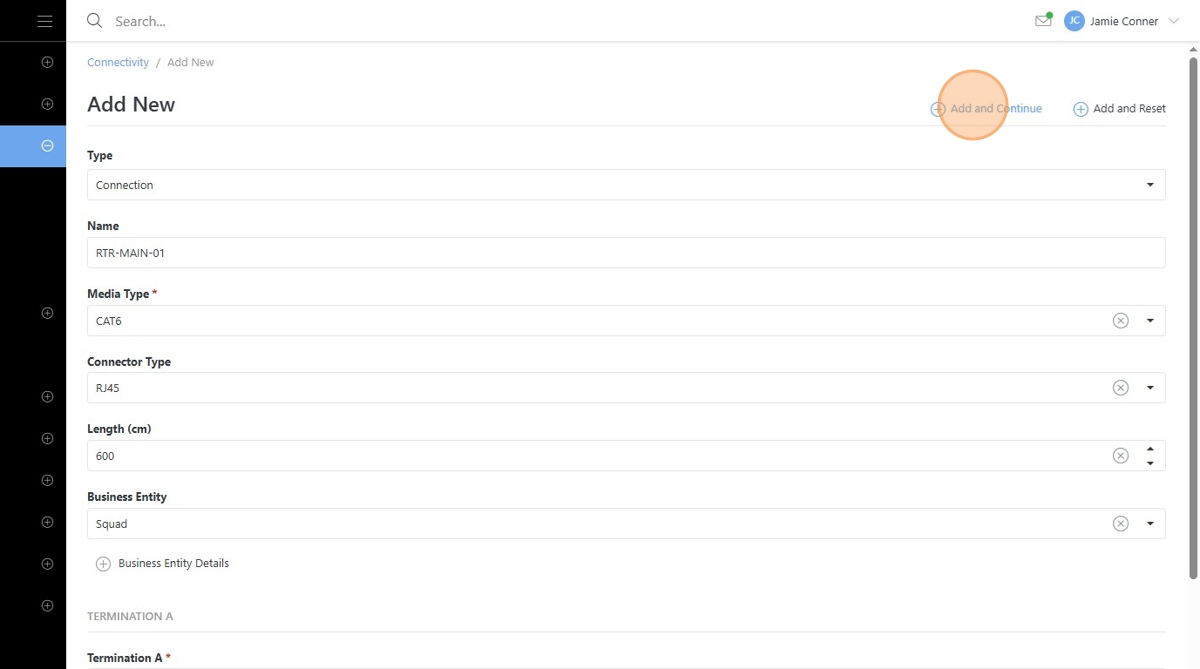 Search...
JC Jamie Conner
Connectivity / Add New
Add New
Add and Continue
Add and Reset
Type
Connection
Name
RTR-MAIN-01
Media Type *
CAT6
Connector Type
RJ45
Length (cm)
600
Business Entity
Squad
Business Entity Details
TERMINATION A
Termination A *